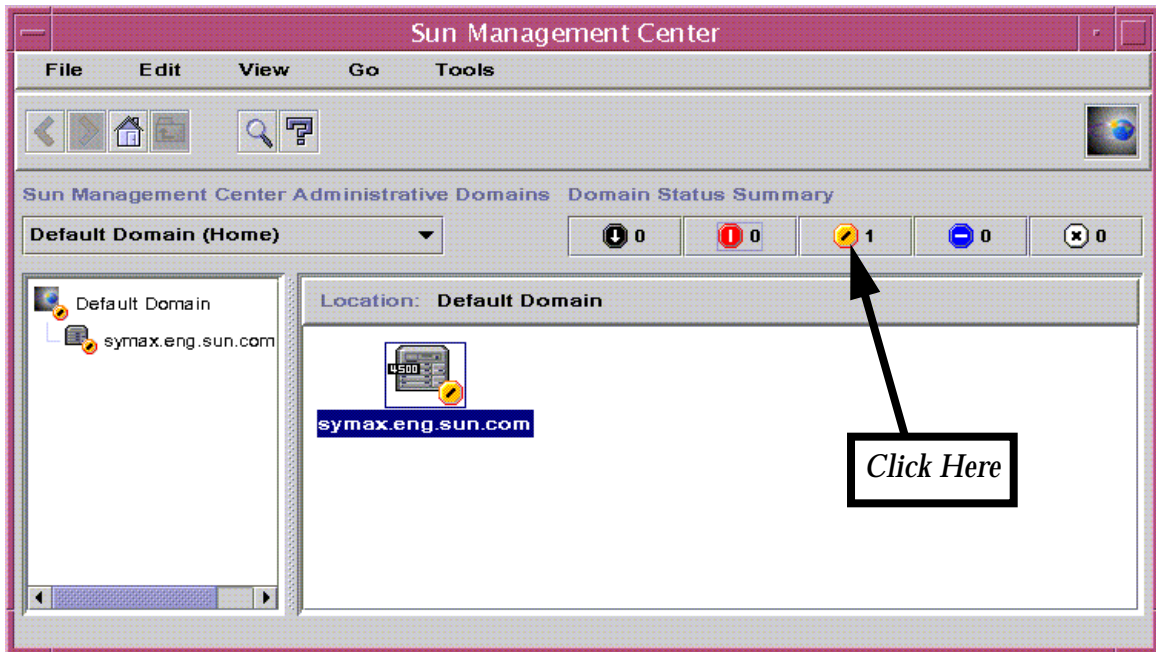 Sun Management Center
File Edit View Go Tools
Sun Management Center Administrative Domains Domain Status Summary
Default Domain (Home) 0 0 1 0 0
Default Domain
symax.eng.sun.com
Location: Default Domain
4500
symax.eng.sun.com
Click Here